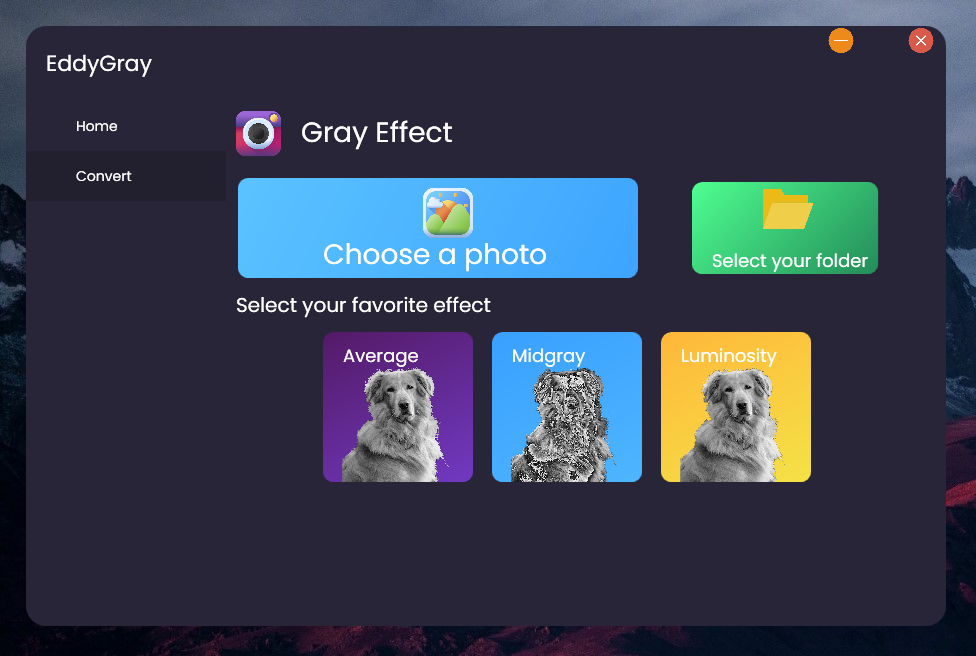 EddyGray
Home
Convert
Gray Effect
Choose a photo
Select your folder
Select your favorite effect
Average
Midgray
Luminosity